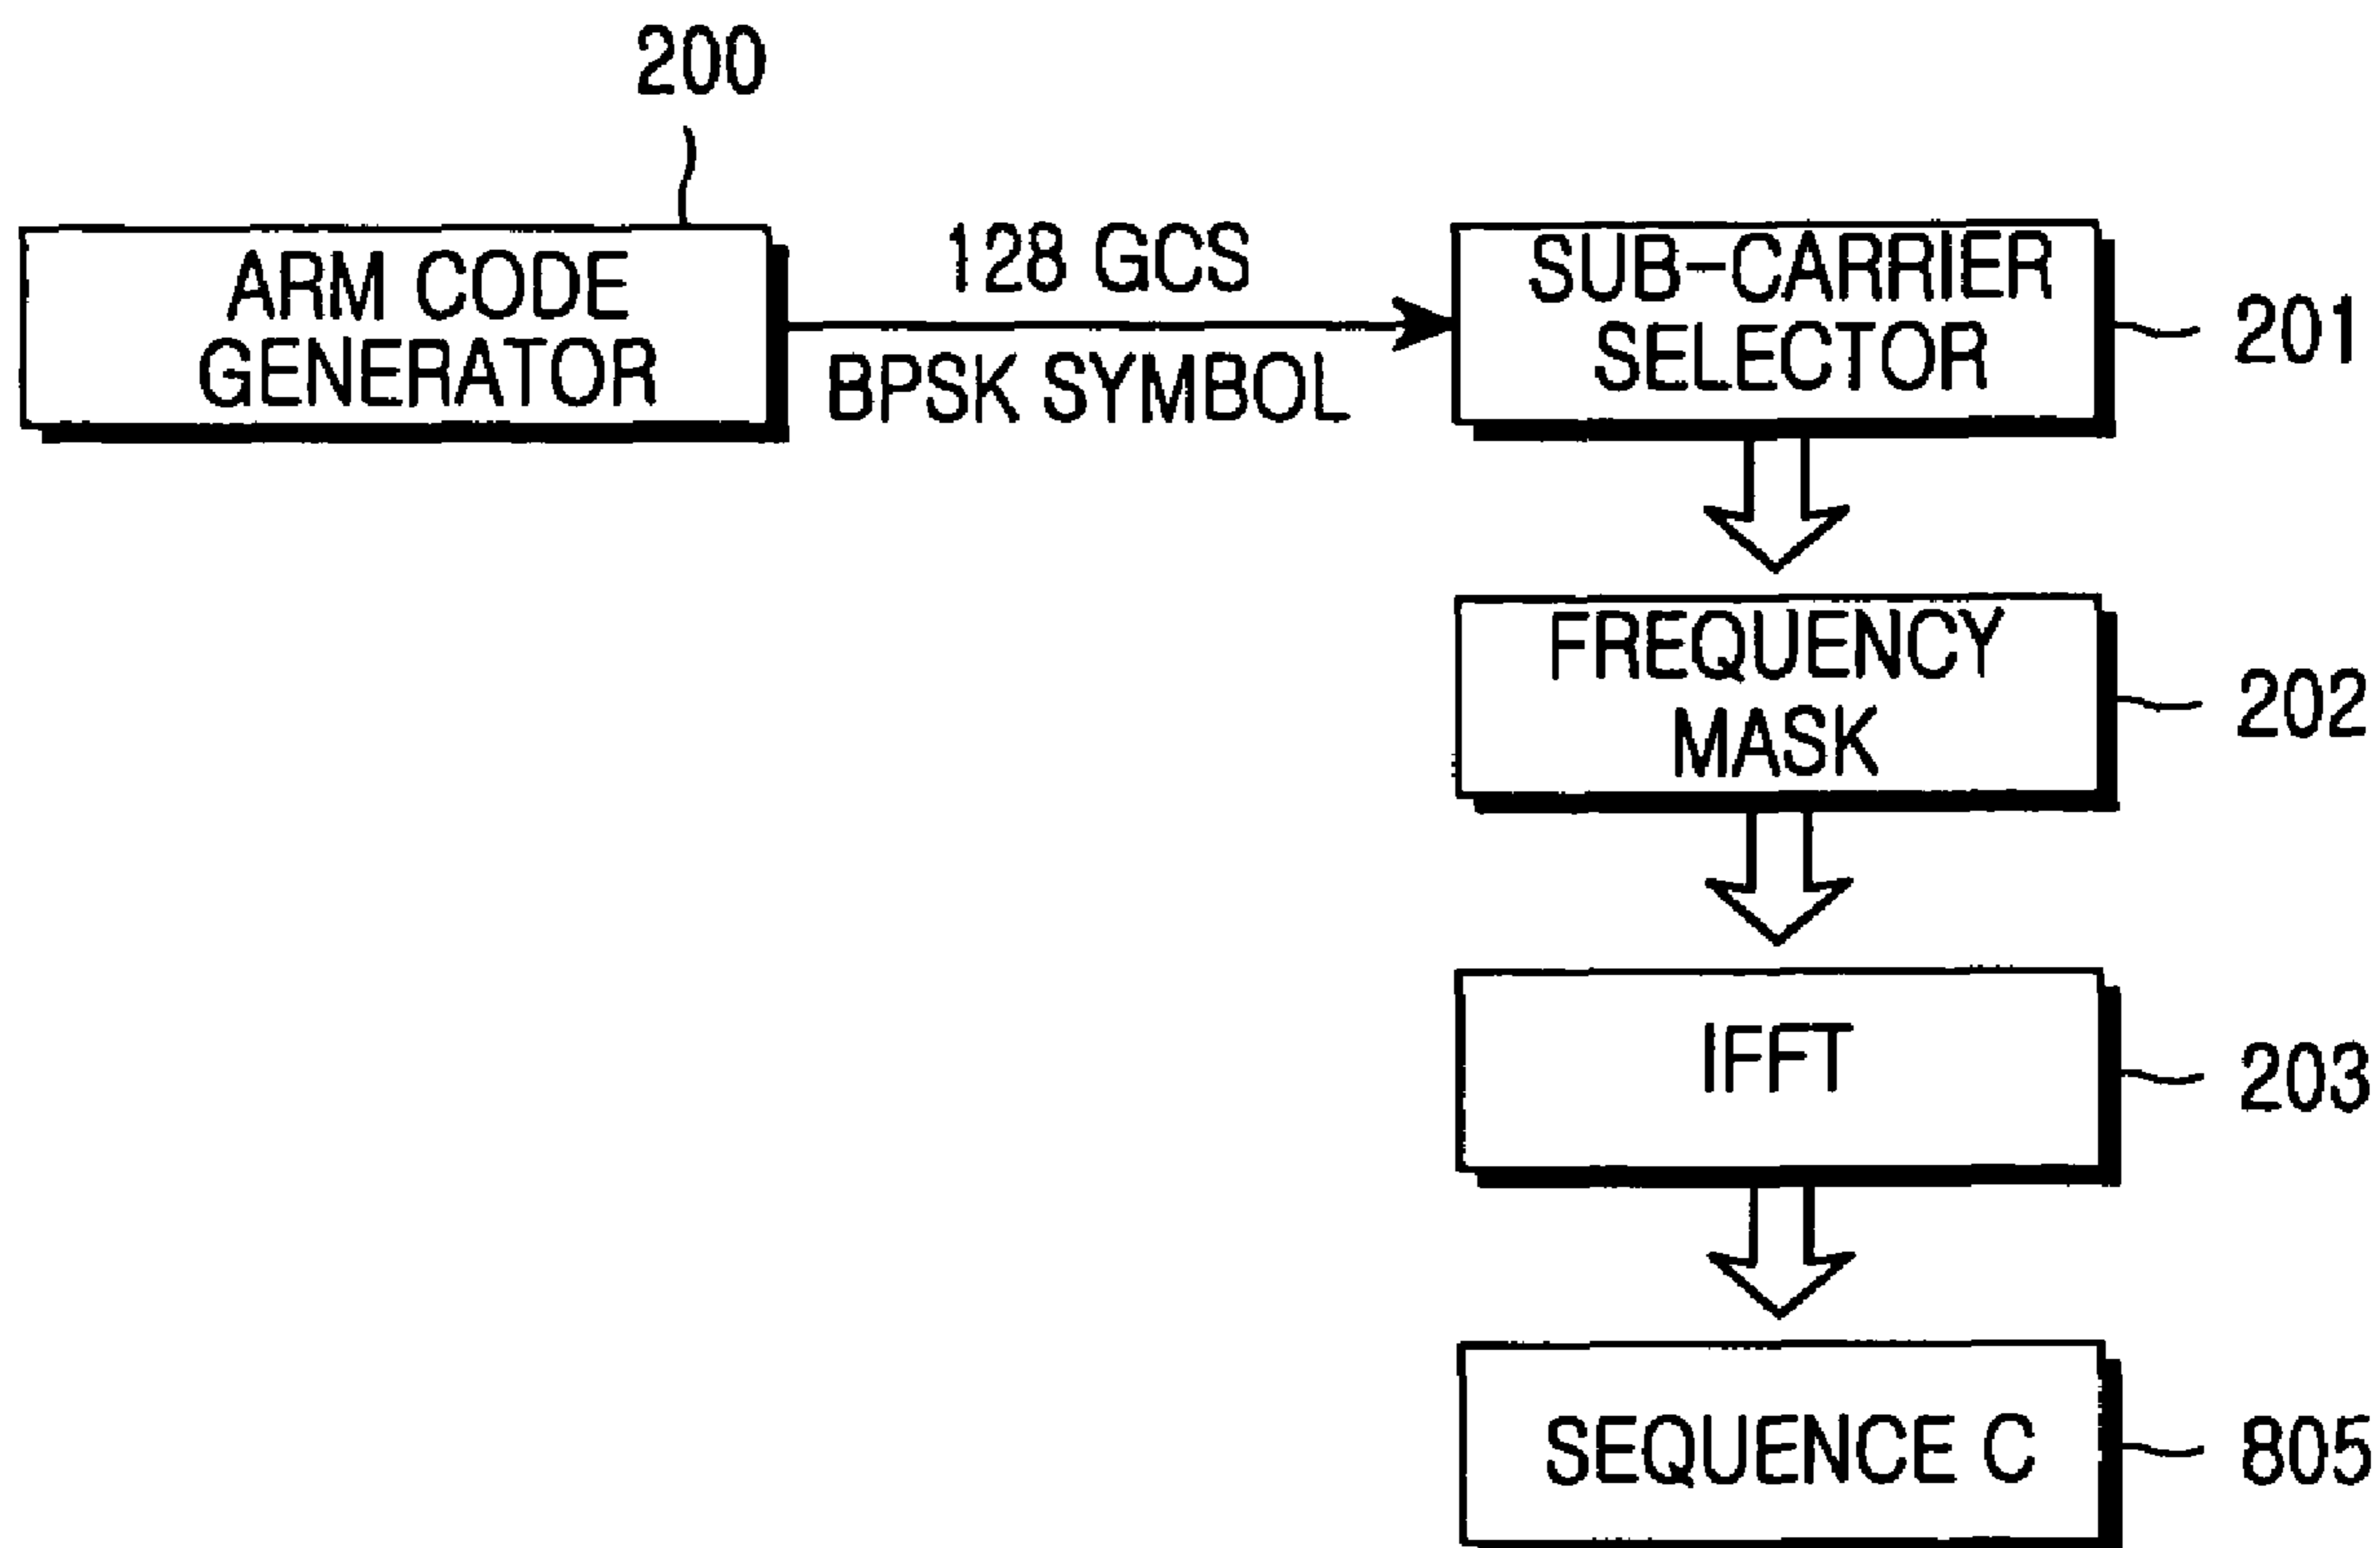 200
ARM CODE
GENERATOR
128 GCS
BPSK SYMBOL
SUB-CARRIER
SELECTOR
201
FREQUENCY
MASK
202
IFFT
203
SEQUENCE C
805